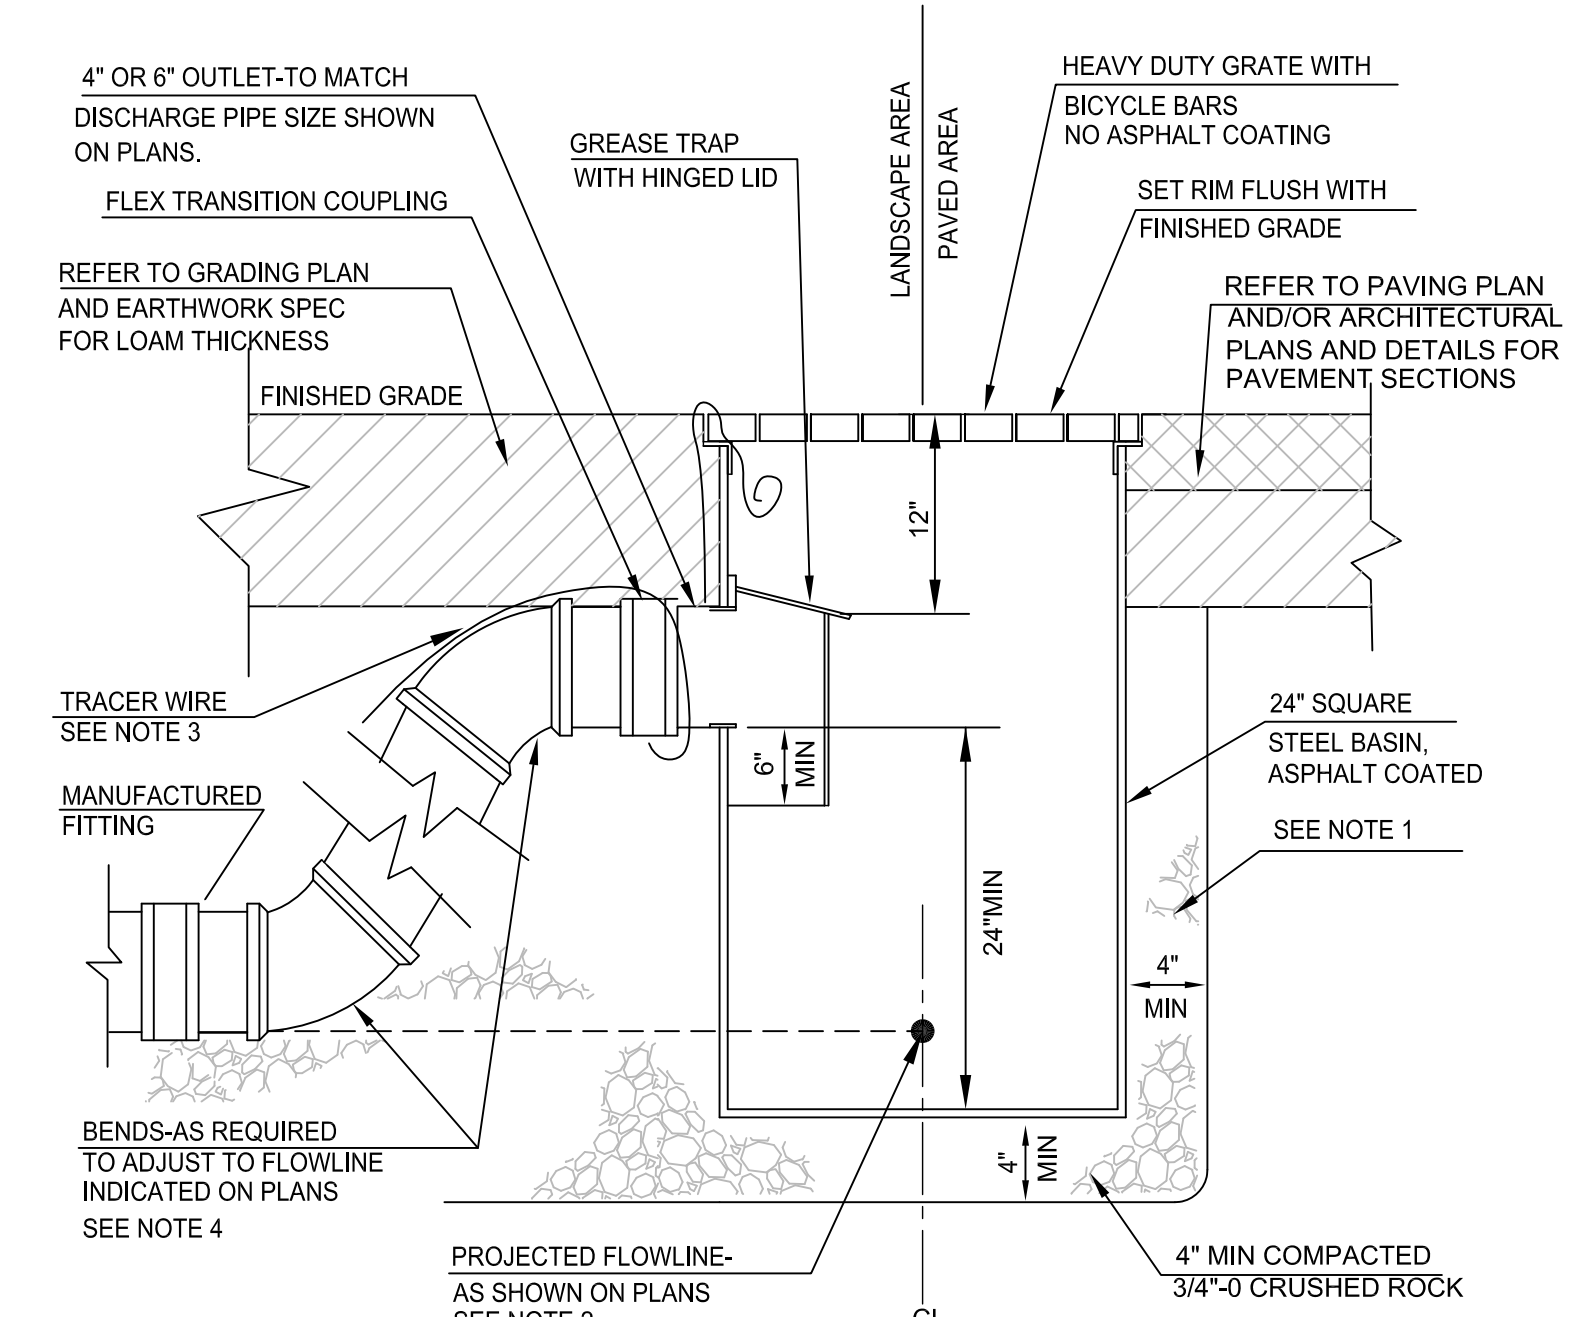 4" OR 6" OUTLET-TO MATCH
DISCHARGE PIPE SIZE SHOWN
ON PLANS.
FLEX TRANSITION COUPLING
REFER TO GRADING PLAN
AND EARTHWORK SPEC
FOR LOAM THICKNESS
FINISHED GRADE
GREASE TRAP
WITH HINGED LID
LANDSCAPE AREA
PAVED AREA
HEAVY DUTY GRATE WITH
BICYCLE BARS
NO ASPHALT COATING
SET RIM FLUSH WITH
FINISHED GRADE
REFER TO PAVING PLAN
AND/OR ARCHITECTURAL
PLANS AND DETAILS FOR
PAVEMENT SECTIONS
12"
TRACER WIRE
SEE NOTE 3
MANUFACTURED
FITTING
6"
MIN
24"MIN
24" SQUARE
STEEL BASIN,
ASPHALT COATED
SEE NOTE 1
4"
MIN
BENDS-AS REQUIRED
TO ADJUST TO FLOWLINE
INDICATED ON PLANS
SEE NOTE 4
4"
MIN
PROJECTED FLOWLINE-
AS SHOWN ON PLANS
4" MIN COMPACTED
3/4"-0 CRUSHED ROCK